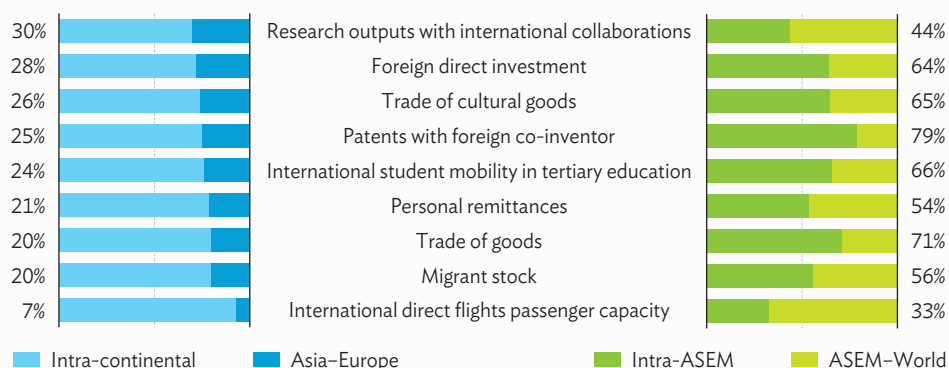 30% Research outputs with international collaborations 44%
28% Foreign direct investment 64%
26% Trade of cultural goods 65%
25% Patents with foreign co-inventor 79%
24% International student mobility in tertiary education 66%
21% Personal remittances 54%
20% Trade of goods 71%
20% Migrant stock 56%
7% International direct flights passenger capacity 33%
Intra-continental Asia–Europe Intra-ASEM ASEM–World